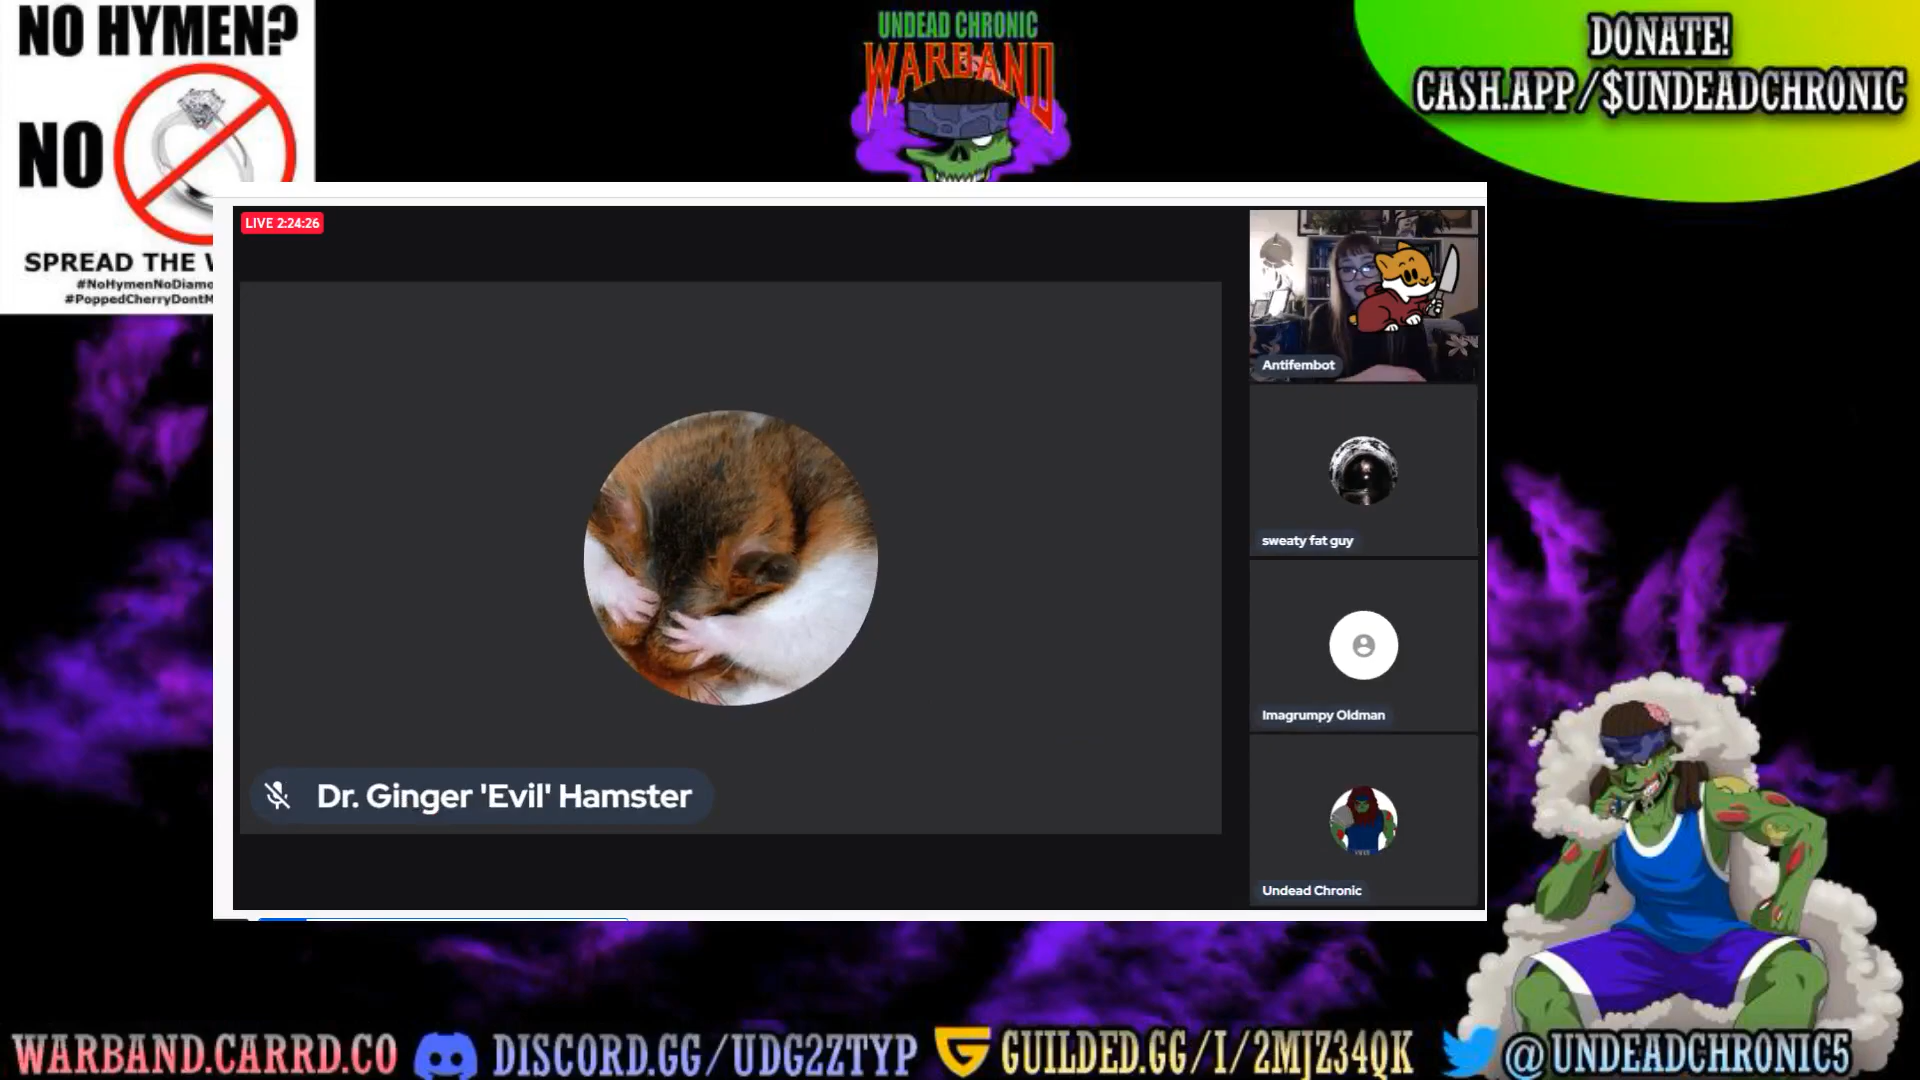 NO HYMEN?
NO
SPREAD THE
#NoHymenNoDiamo
#PoppedCherryDontM
UNDEAD CHRONIC
WARBAND
DONATE!
CASH.APP/$UNDEADCHRONIC
LIVE 2:24:26
Antifembot
sweaty fat guy
Imagrumpy Oldman
Undead Chronic
Dr. Ginger 'Evil' Hamster
WARBAND.CARRD.CO
DISCORD.GG/UDG2ZTYP
GUILDED.GG/I/2MJZ34QK
@UNDEADCHRONIC5